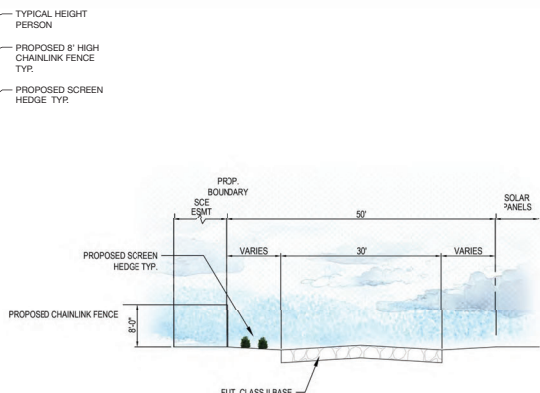 TYPICAL HEIGHT
PERSON
PROPOSED 8' HIGH
CHAINLINK FENCE
TYP.
PROPOSED SCREEN
HEDGE TYP.
PROP.
BOUNDARY
SCE
ESMT
50'
SOLAR
PANELS
VARIES
30'
VARIES
PROPOSED SCREEN
HEDGE TYP.
PROPOSED CHAINLINK FENCE
8'-0"
FUT. CLASS II BASE